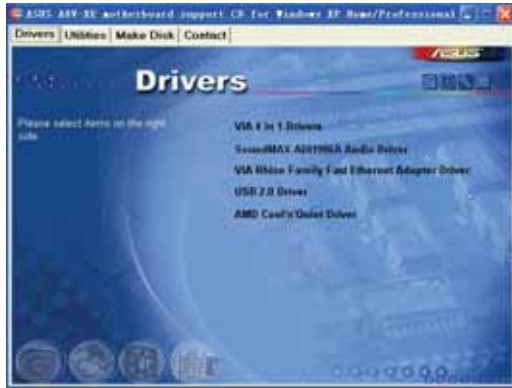 ASUS A8V-XE motherboard support CD for Windows XP Home/Professional
Drivers Utilities Make Disk Contact
ASUS
Drivers
Please select items on the right
side
VIA 4 in 1 Drivers
SoundMAX ADI1986A Audio Driver
VIA Rhine Family Fast Ethernet Adapter Driver
USB 2.0 Driver
AMD Cool'n'Quiet Driver